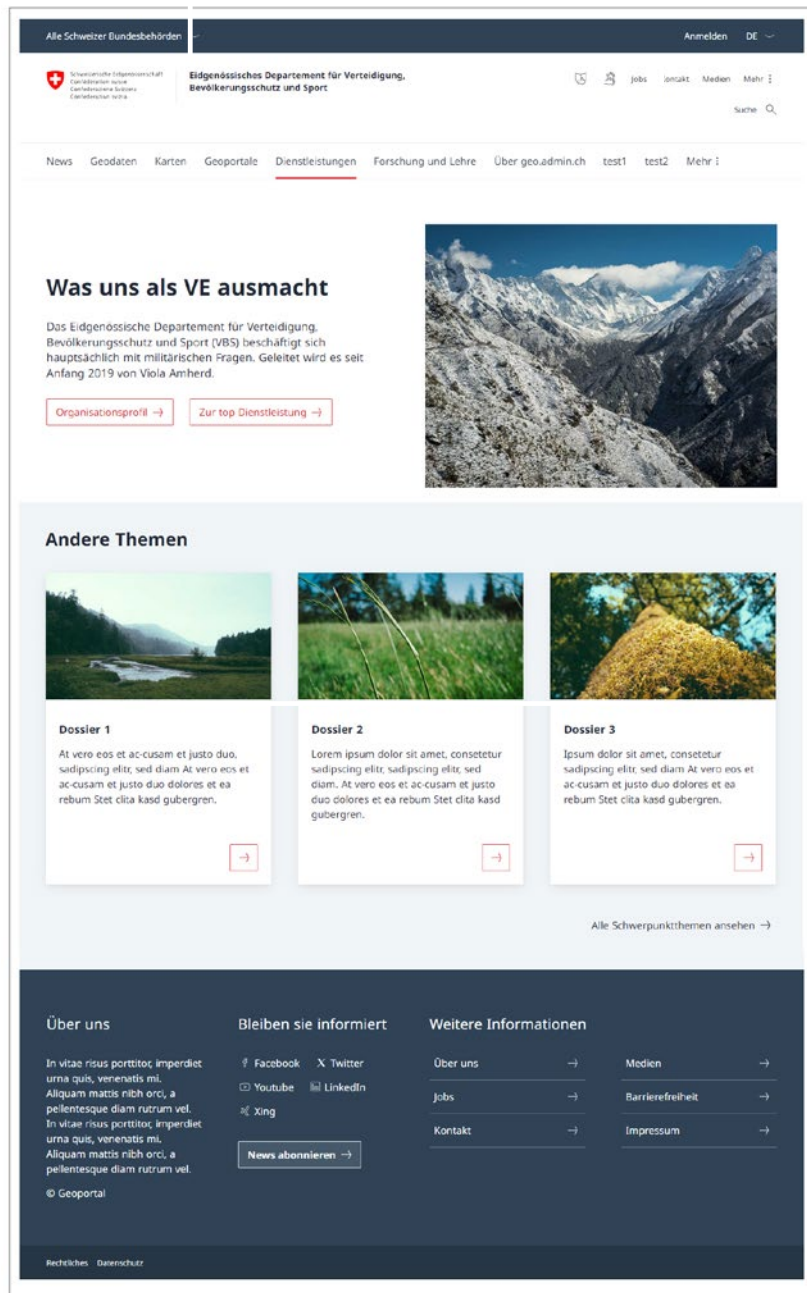 Alle Schweizer Bundesbehörden
Anmelden DE
Schweizerische Eidgenossenschaft
Confédération suisse
Confederazione Svizzera
Confederaziun svizra
Eidgenössisches Departement für Verteidigung,
Bevölkerungsschutz und Sport
Jobs Kontakt Medien Mehr
Suche
News Geodaten Karten Geoportale Dienstleistungen Forschung und Lehre Über geo.admin.ch test1 test2 Mehr
Was uns als VE ausmacht
Das Eidgenössische Departement für Verteidigung,
Bevölkerungsschutz und Sport (VBS) beschäftigt sich
hauptsächlich mit militärischen Fragen. Geleitet wird es seit
Anfang 2019 von Viola Amherd.
Organisationsprofil → Zur top Dienstleistung →
Andere Themen
Dossier 1
At vero eos et ac-cusam et justo duo,
sadipscing elitr, sed diam At vero eos et
ac-cusam et justo duo dolores et ea
rebum Stet clita kasd gubergren.
Dossier 2
Lorem ipsum dolor sit amet, consetetur
sadipscing elitr, sadipscing elitr, sed
diam. At vero eos et ac-cusam et justo
duo dolores et ea rebum Stet clita kasd
gubergren.
Dossier 3
Ipsum dolor sit amet, consetetur
sadipscing elitr, sed diam At vero eos et
ac-cusam et justo duo dolores et ea
rebum Stet clita kasd gubergren.
Alle Schwerpunktthemen ansehen →
Über uns
In vitae risus porttitor, imperdiet
urna quis, venenatis mi.
Aliquam mattis nibh orci, a
pellentesque diam rutrum vel.
In vitae risus porttitor, imperdiet
urna quis, venenatis mi.
Aliquam mattis nibh orci, a
pellentesque diam rutrum vel.
© Geoportal
Bleiben sie informiert
Facebook X Twitter
Youtube LinkedIn
Xing
News abonnieren →
Weitere Informationen
Über uns →
Jobs →
Kontakt →
Medien →
Barrierefreiheit →
Impressum →
Rechtliches Datenschutz